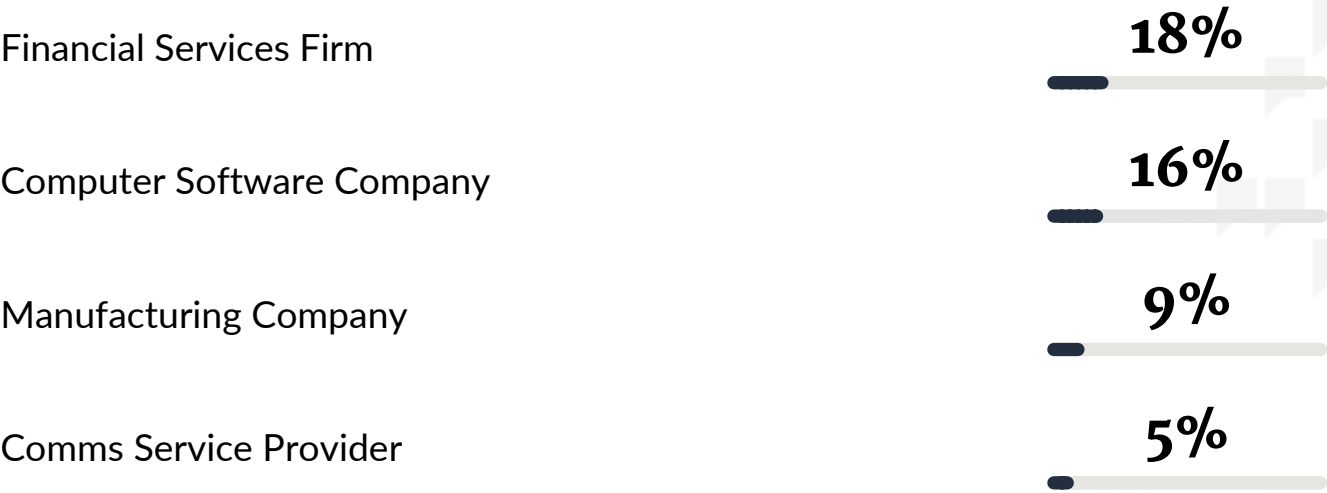 Financial Services Firm
18%
Computer Software Company
16%
Manufacturing Company
9%
Comms Service Provider
5%